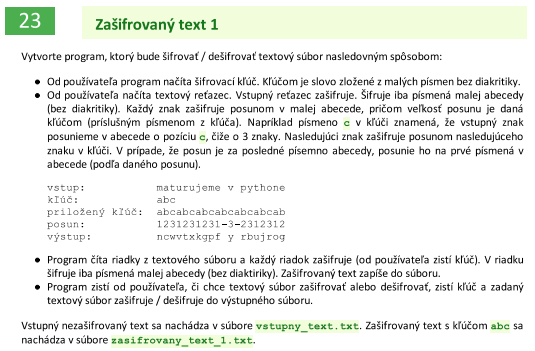 23
Zašifrovaný text 1
Vytvorte program, ktorý bude šifrovať / dešifrovať textový súbor nasledovným spôsobom:
● Od používateľa program načíta šifrovací kľúč. Kľúčom je slovo zložené z malých písmen bez diakritiky.
● Od používateľa načíta textový reťazec. Vstupný reťazec zašifruje. Šifruje iba písmená malej abecedy
(bez diakritiky). Každý znak zašifruje posunom v malej abecede, pričom veľkosť posunu je daná
kľúčom (príslušným písmenom z kľúča). Napríklad písmeno c v kľúči znamená, že vstupný znak
posunieme v abecede o pozíciu c, čiže o 3 znaky. Nasledujúci znak zašifruje posunom nasledujúceho
znaku v kľúči. V prípade, že posun je za posledné písemno abecedy, posunie ho na prvé písmená v
abecede (podľa daného posunu).
vstup: maturujeme v pythone
kľúč: abc
priložený kľúč: abcabcabcabcabcabcab
posun: 1231231231-3-2312312
výstup: ncwvtxkgpf y rbujrog
● Program číta riadky z textového súboru a každý riadok zašifruje (od používateľa zistí kľúč). V riadku
šifruje iba písmená malej abecedy (bez diaktiriky). Zašifrovaný text zapíše do súboru.
● Program zistí od používateľa, či chce textový súbor zašifrovať alebo dešifrovať, zistí kľúč a zadaný
textový súbor zašifruje / dešifruje do výstupného súboru.
Vstupný nezašifrovaný text sa nachádza v súbore vstupny_text.txt. Zašifrovaný text s kľúčom abc sa
nachádza v súbore zasifrovany_text_1.txt.